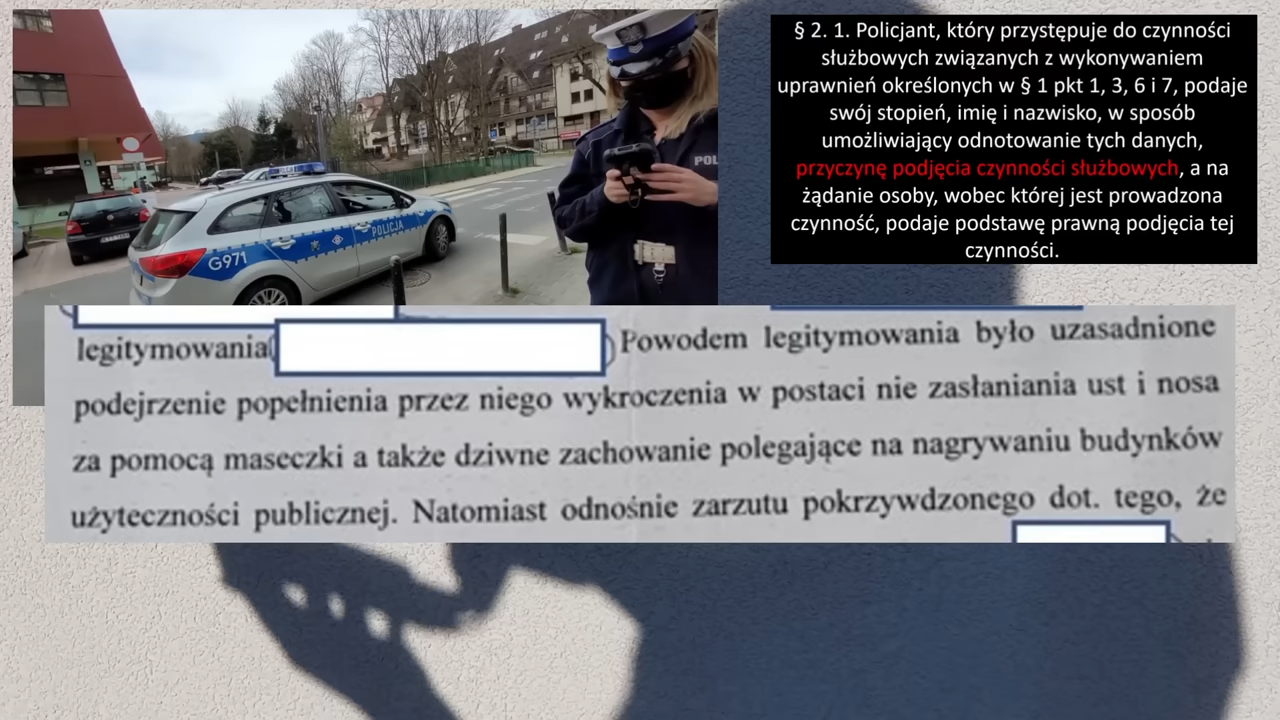 POLICJA
G971
POL
§ 2. 1. Policjant, który przystępuje do czynności
służbowych związanych z wykonywaniem
uprawnień określonych w § 1 pkt 1, 3, 6 i 7, podaje
swój stopień, imię i nazwisko, w sposób
umożliwiający odnotowanie tych danych,
przyczynę podjęcia czynności służbowych, a na
żądanie osoby, wobec której jest prowadzona
czynność, podaje podstawę prawną podjęcia tej
czynności.
legitymowania Powodem legitymowania było uzasadnione
podejrzenie popełnienia przez niego wykroczenia w postaci nie zasłaniania ust i nosa
za pomocą maseczki a także dziwne zachowanie polegające na nagrywaniu budynków
użyteczności publicznej. Natomiast odnośnie zarzutu pokrzywdzonego dot. tego, że